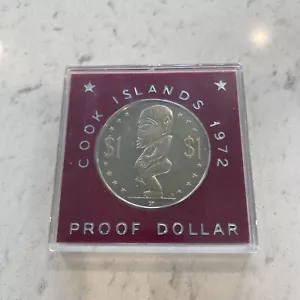 COOK ISLANDS 1972
$1 $1
PROOF DOLLAR